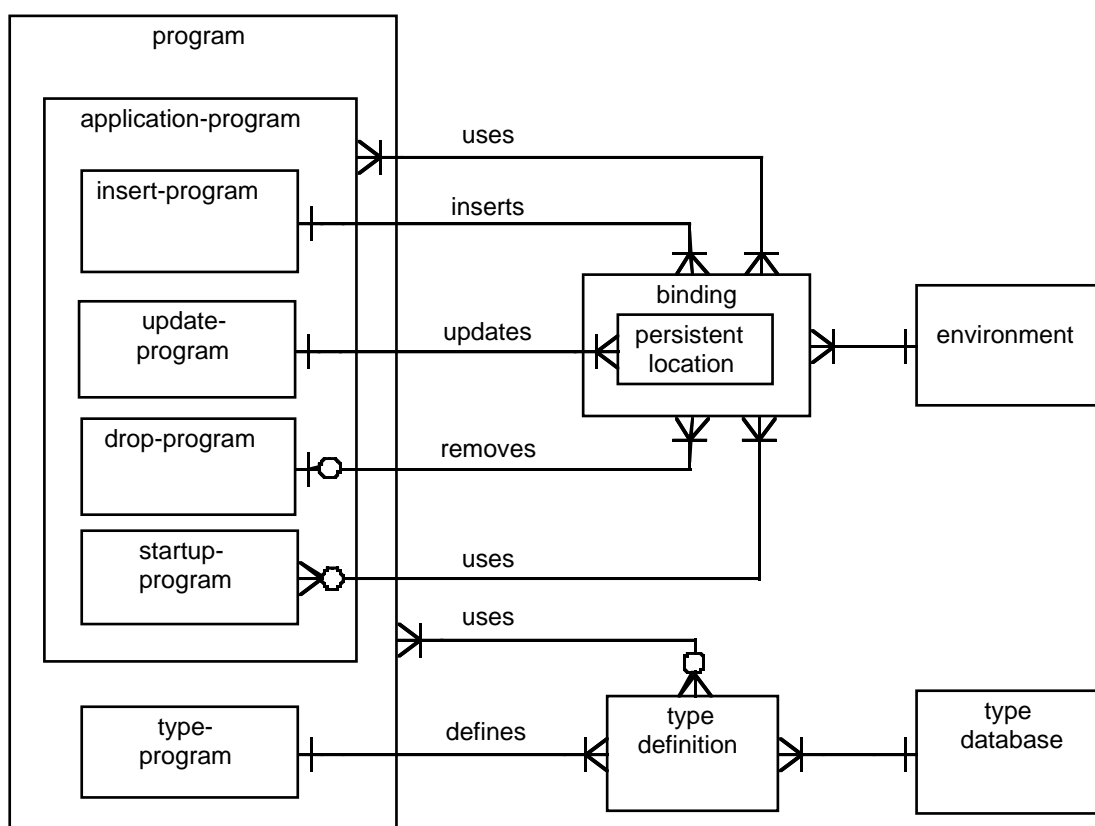 program
application-program
uses
insert-program
inserts
binding
persistent
location
environment
update-
program
updates
drop-program
removes
startup-
program
uses
uses
type-
program
defines
type
definition
type
database